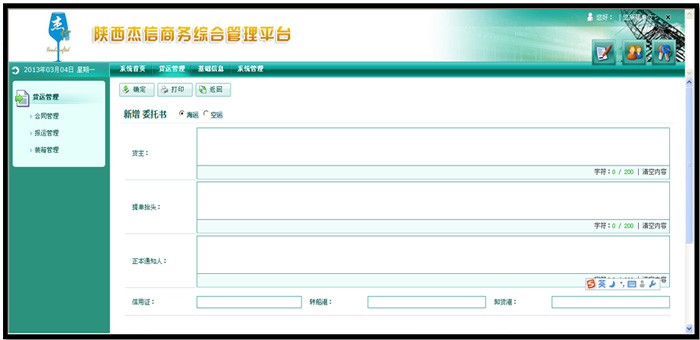 杰信
陕西杰信商务综合管理平台
您好：
2013年03月04日 星期一
系统首页 货运管理 基础信息 系统管理
货运管理
合同管理
报运管理
装箱管理
确定 打印 返回
新增 委托书 海运 空运
货主：
字符：0 / 200 | 清空内容
提单抬头：
字符：0 / 200 | 清空内容
正本通知人：
英
信用证： 转船港： 卸货港：